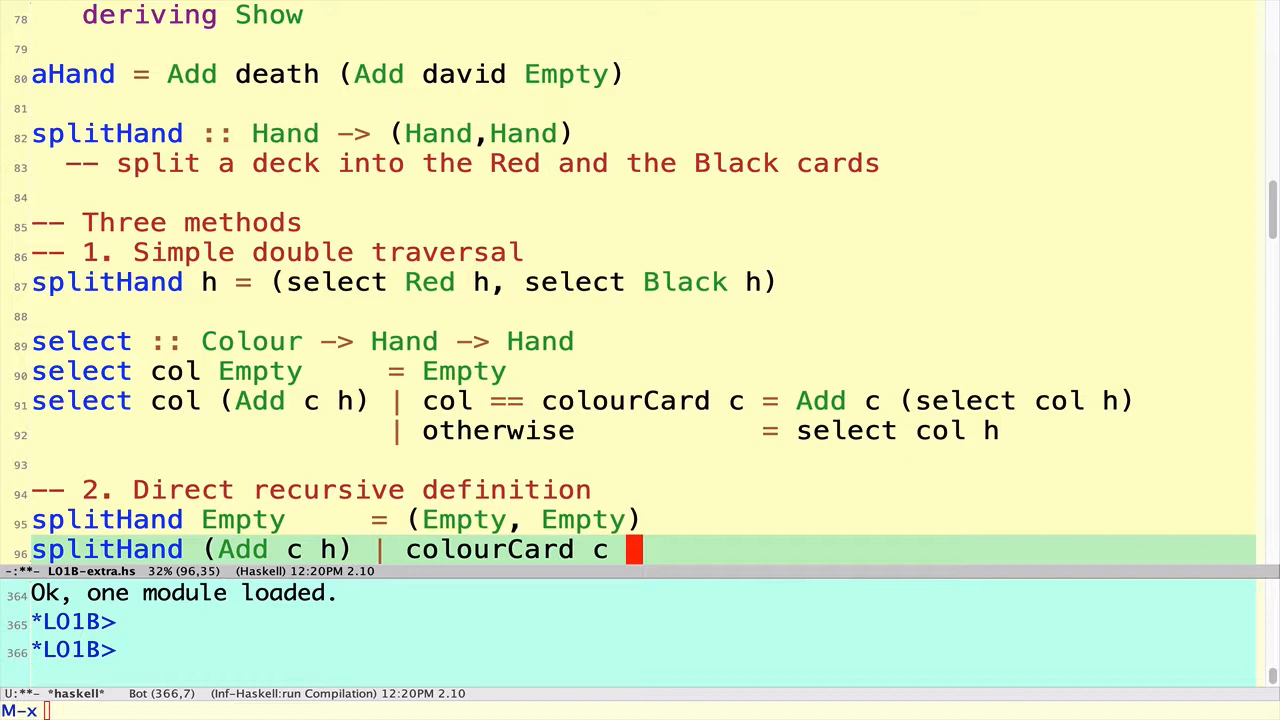 78 deriving Show
79
80 aHand = Add death (Add david Empty)
81
82 splitHand :: Hand -> (Hand,Hand)
83 -- split a deck into the Red and the Black cards
84
85 -- Three methods
86 -- 1. Simple double traversal
87 splitHand h = (select Red h, select Black h)
88
89 select :: Colour -> Hand -> Hand
90 select col Empty = Empty
91 select col (Add c h) | col == colourCard c = Add c (select col h)
92 | otherwise = select col h
93
94 -- 2. Direct recursive definition
95 splitHand Empty = (Empty, Empty)
96 splitHand (Add c h) | colourCard c
-:**- L01B-extra.hs 32% (96,35) (Haskell) 12:20PM 2.10
364 Ok, one module loaded.
365 *L01B>
366 *L01B>
U:**- *haskell* Bot (366,7) (Inf-Haskell:run Compilation) 12:20PM 2.10
M-x